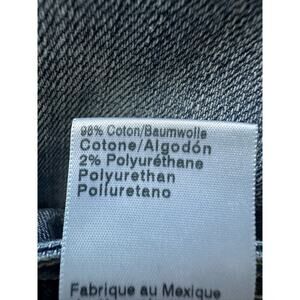 98% Coton/Baumwolle
Cotone/Algodón
2% Polyuréthane
Polyurethan
Poliuretano
Fabrique au Mexique